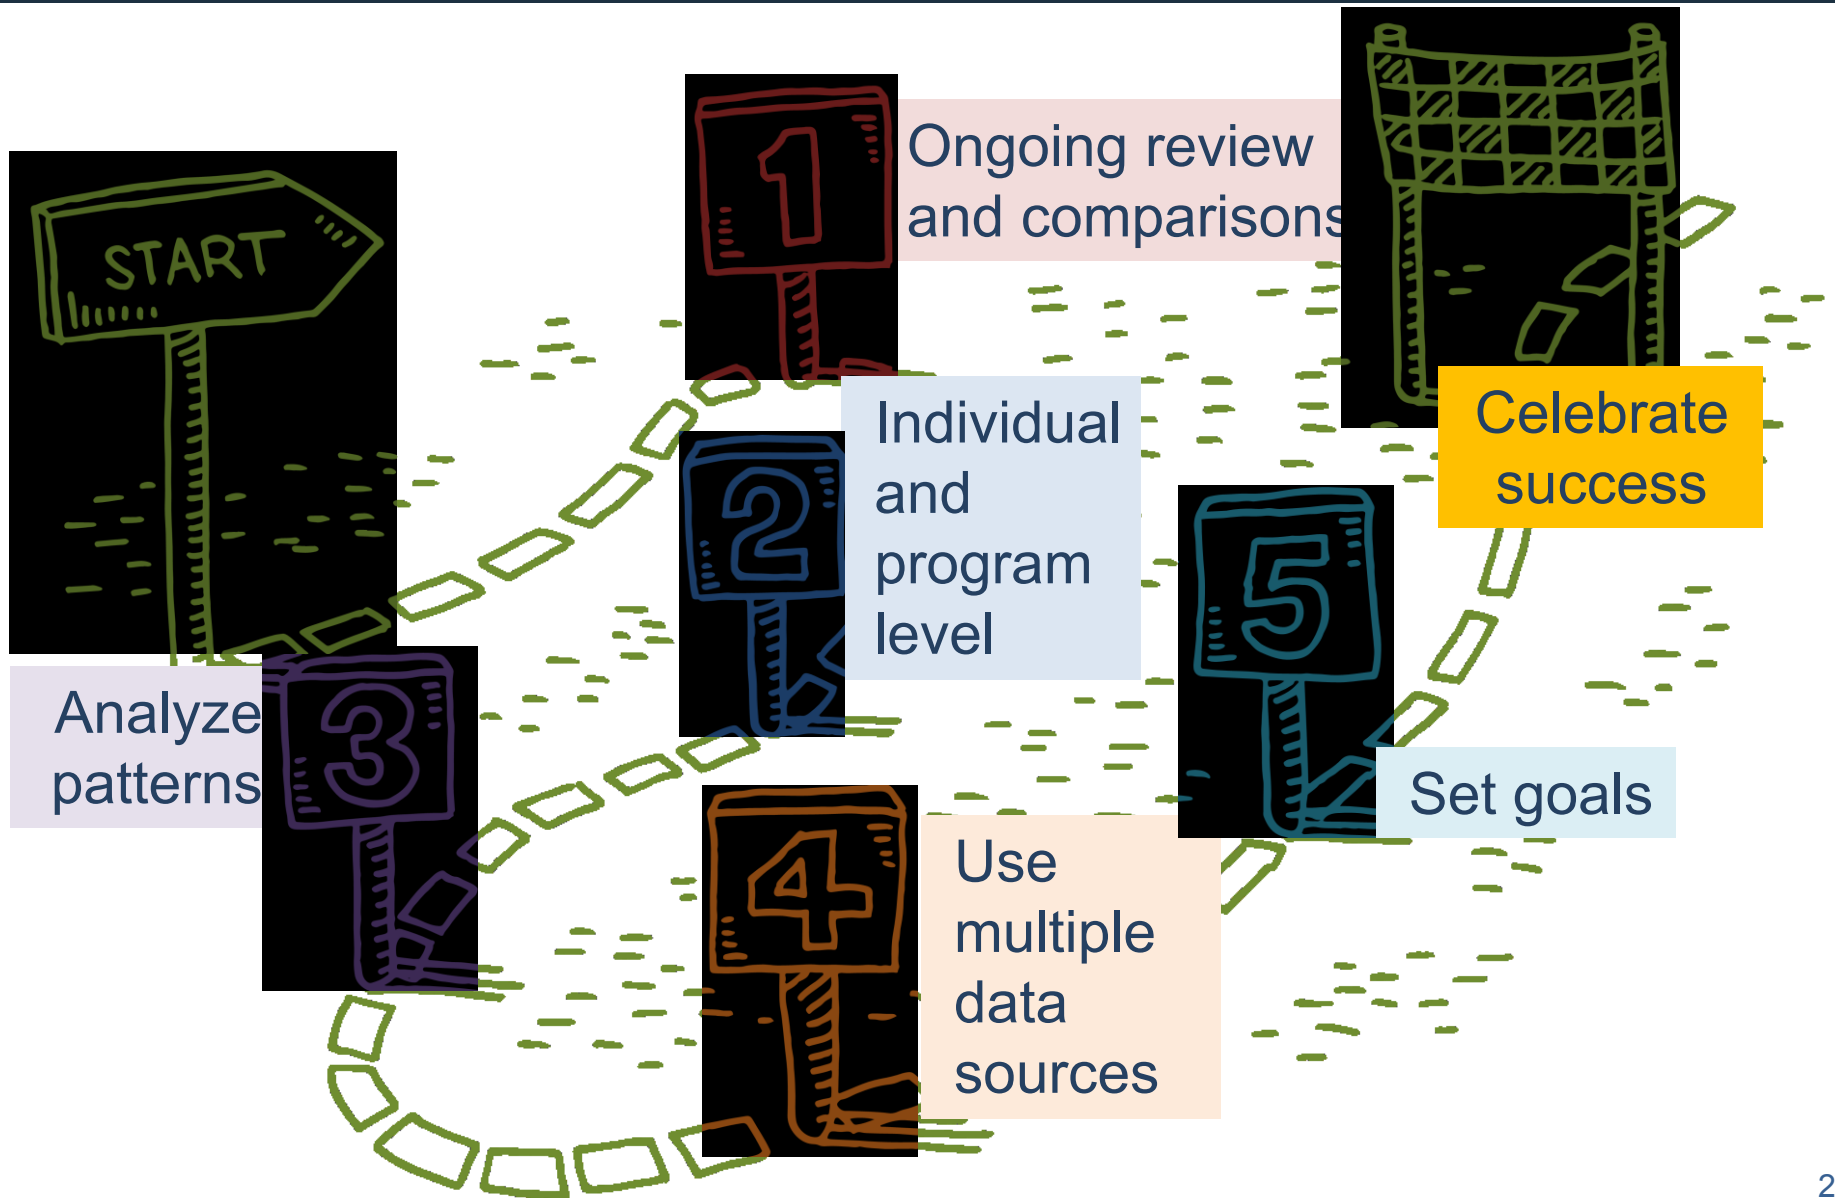 START
1
Ongoing review
and comparisons
2
Individual
and
program
level
3
Analyze
patterns
4
Use
multiple
data
sources
5
Set goals
Celebrate
success
2